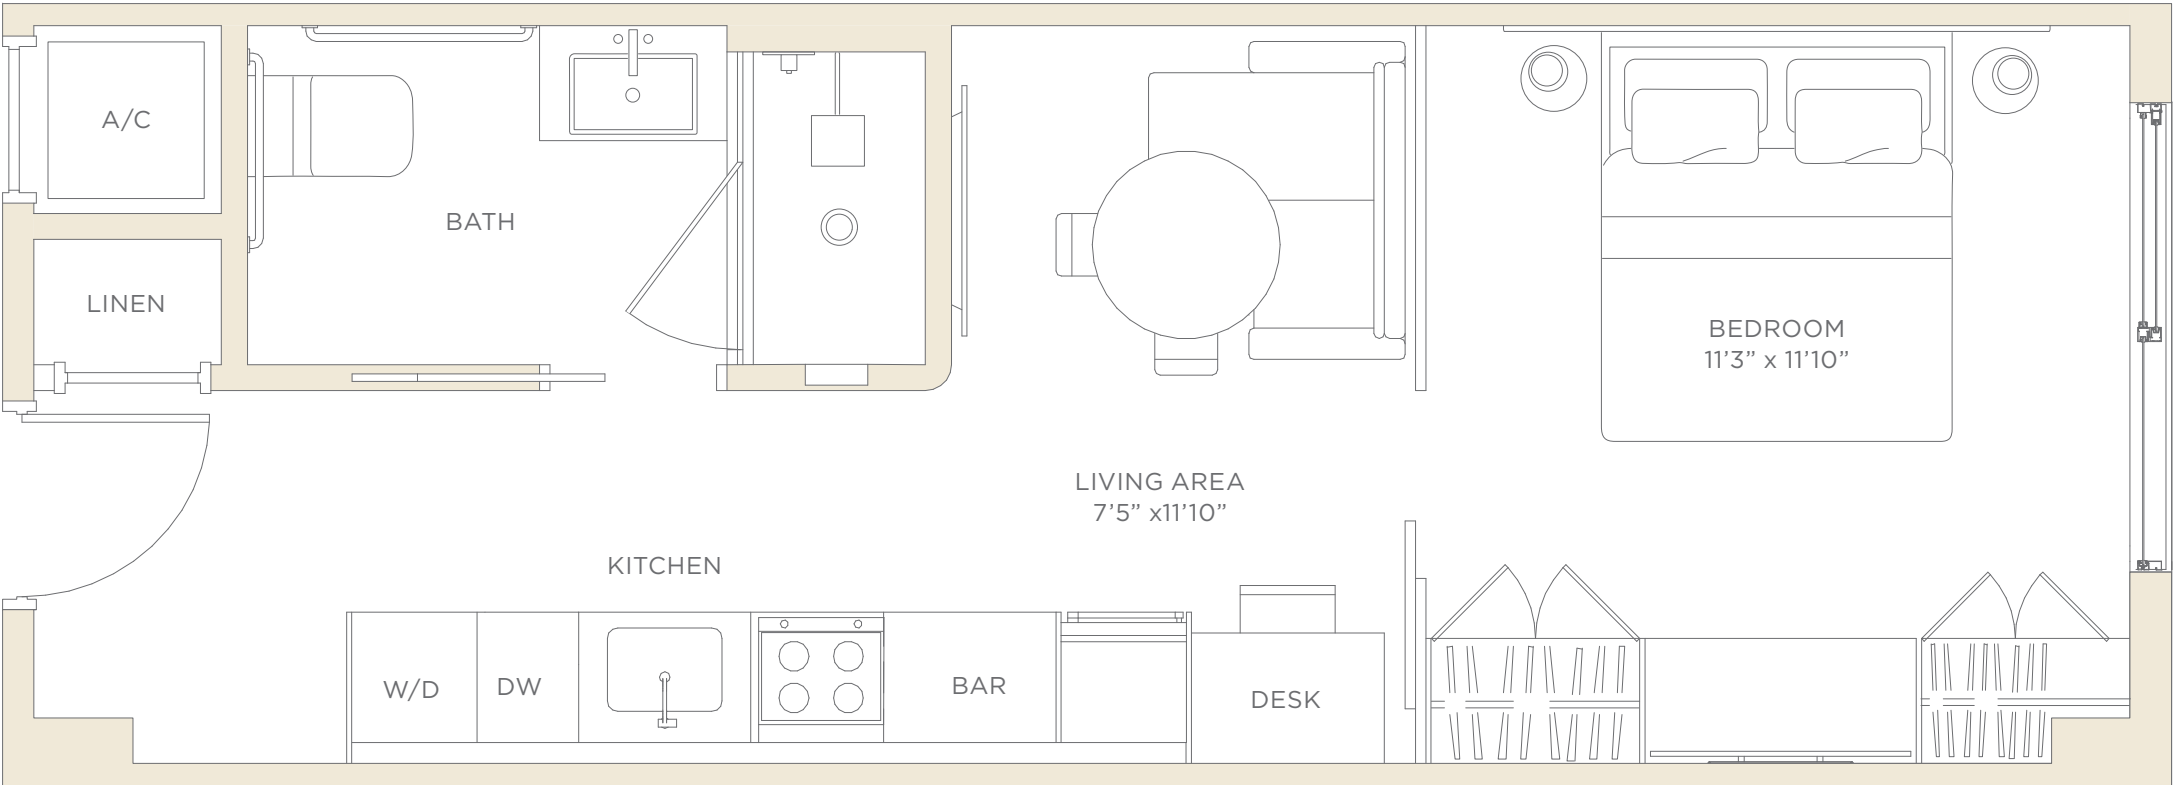 A/C
BATH
LINEN
BEDROOM
11’3” x 11’10”
LIVING AREA
7’5” x11’10”
KITCHEN
W/D
DW
BAR
DESK